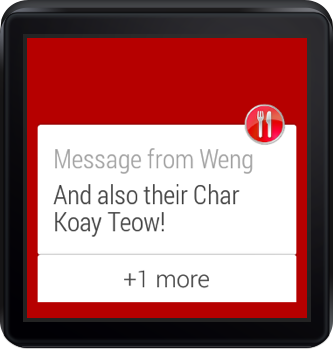 Message from Weng
And also their Char
Koay Teow!
+1 more